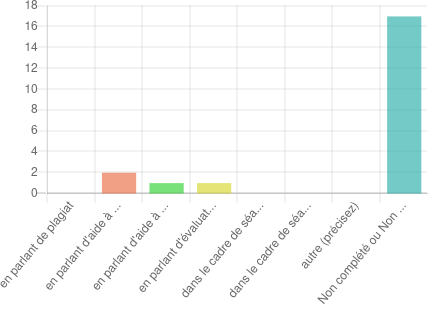 18
16
14
12
10
8
6
4
2
0
en parlant de plagiat
en parlant d'aide à ...
en parlant d'aide à ...
en parlant d'évaluat...
dans le cadre de séa...
dans le cadre de séa...
autre (précisez)
Non complété ou Non ...